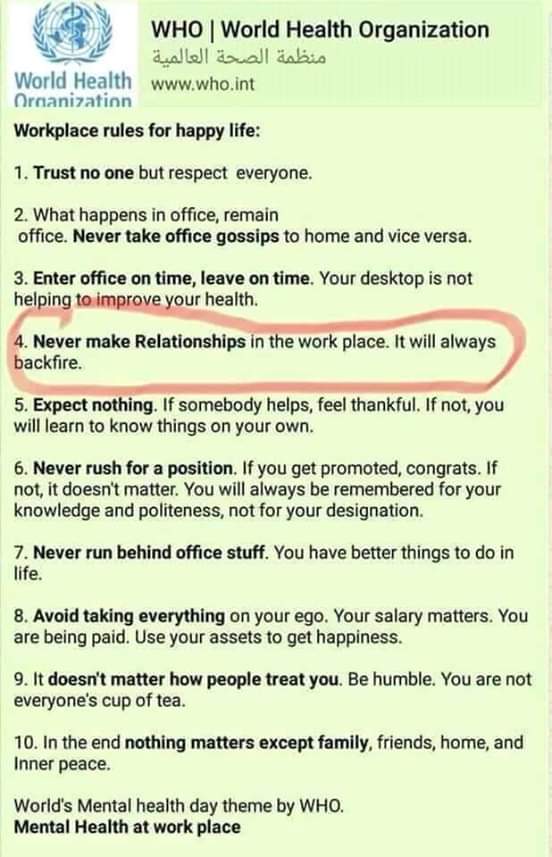 WHO | World Health Organization
منظمة الصحة العالمية
www.who.int
World Health
Organization
Workplace rules for happy life:
1. Trust no one but respect everyone.
2. What happens in office, remain
office. Never take office gossips to home and vice versa.
3. Enter office on time, leave on time. Your desktop is not
helping to improve your health.
4. Never make Relationships in the work place. It will always
backfire.
5. Expect nothing. If somebody helps, feel thankful. If not, you
will learn to know things on your own.
6. Never rush for a position. If you get promoted, congrats. If
not, it doesn't matter. You will always be remembered for your
knowledge and politeness, not for your designation.
7. Never run behind office stuff. You have better things to do in
life.
8. Avoid taking everything on your ego. Your salary matters. You
are being paid. Use your assets to get happiness.
9. It doesn't matter how people treat you. Be humble. You are not
everyone's cup of tea.
10. In the end nothing matters except family, friends, home, and
Inner peace.
World's Mental health day theme by WHO.
Mental Health at work place